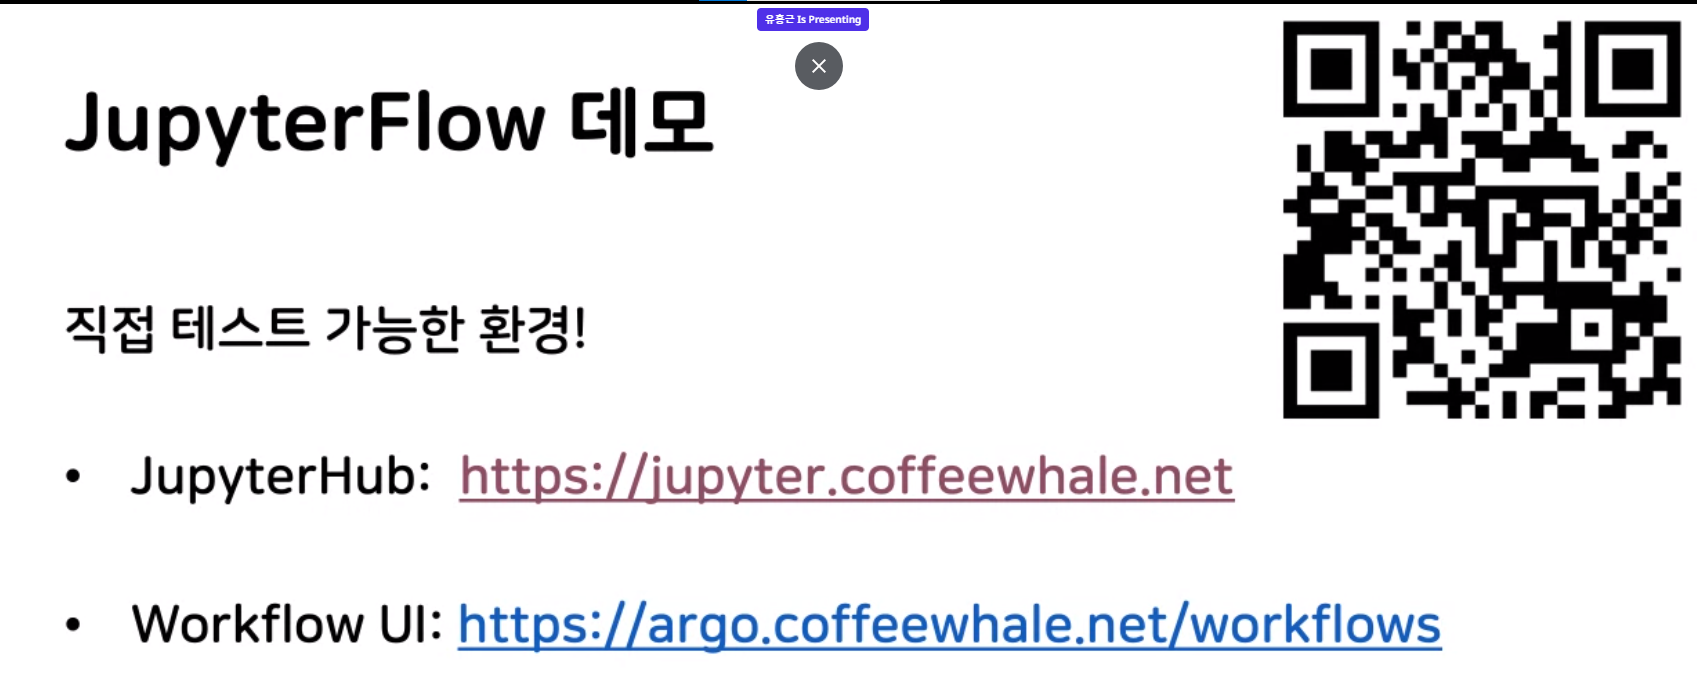 유홍근 Is Presenting
JupyterFlow 데모
직접 테스트 가능한 환경!
• JupyterHub: https://jupyter.coffeewhale.net
• Workflow UI: https://argo.coffeewhale.net/workflows